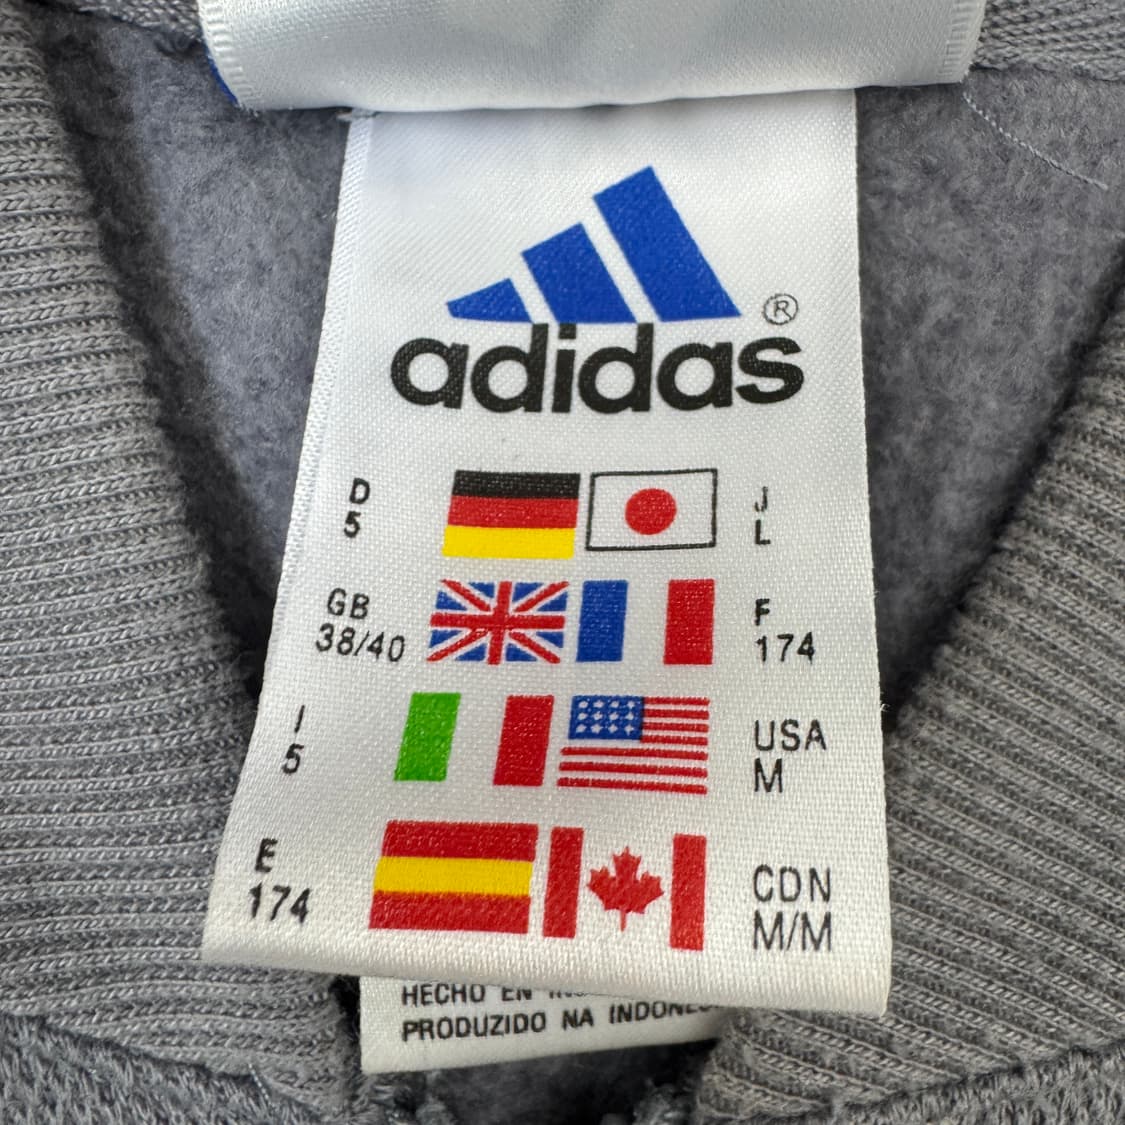 ®
adidas
D
5
J
L
GB
38/40
F
174
I
5
USA
M
E
174
CDN
M/M
HECHO EN
PRODUZIDO NA